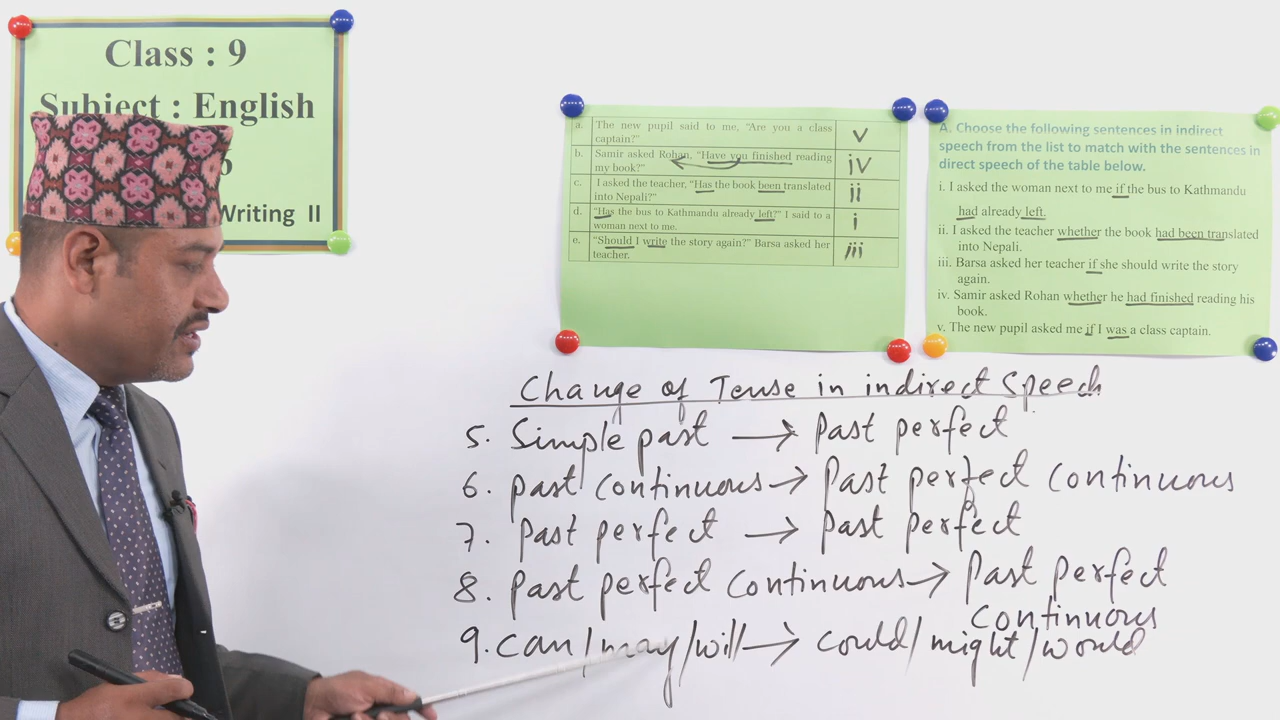 Class : 9
Subject : English
6
Writing II
a. The new pupil said to me, "Are you a class
captain?" v
b. Samir asked Rohan, "Have you finished reading
my book?" iv
c. I asked the teacher, "Has the book been translated
into Nepali?" ii
d. "Has the bus to Kathmandu already left?" I said to a
woman next to me. i
e. "Should I write the story again?" Barsa asked her
teacher. iii
A. Choose the following sentences in indirect
speech from the list to match with the sentences in
direct speech of the table below.
i. I asked the woman next to me if the bus to Kathmandu
had already left.
ii. I asked the teacher whether the book had been translated
into Nepali.
iii. Barsa asked her teacher if she should write the story
again.
iv. Samir asked Rohan whether he had finished reading his
book.
v. The new pupil asked me if I was a class captain.
Change of Tense in indirect Speech
5. Simple past → Past perfect
6. past continuous → Past perfect continuous
7. Past perfect → Past perfect
8. Past perfect continuous → Past perfect
continuous
9. can/may/will → could/might/would